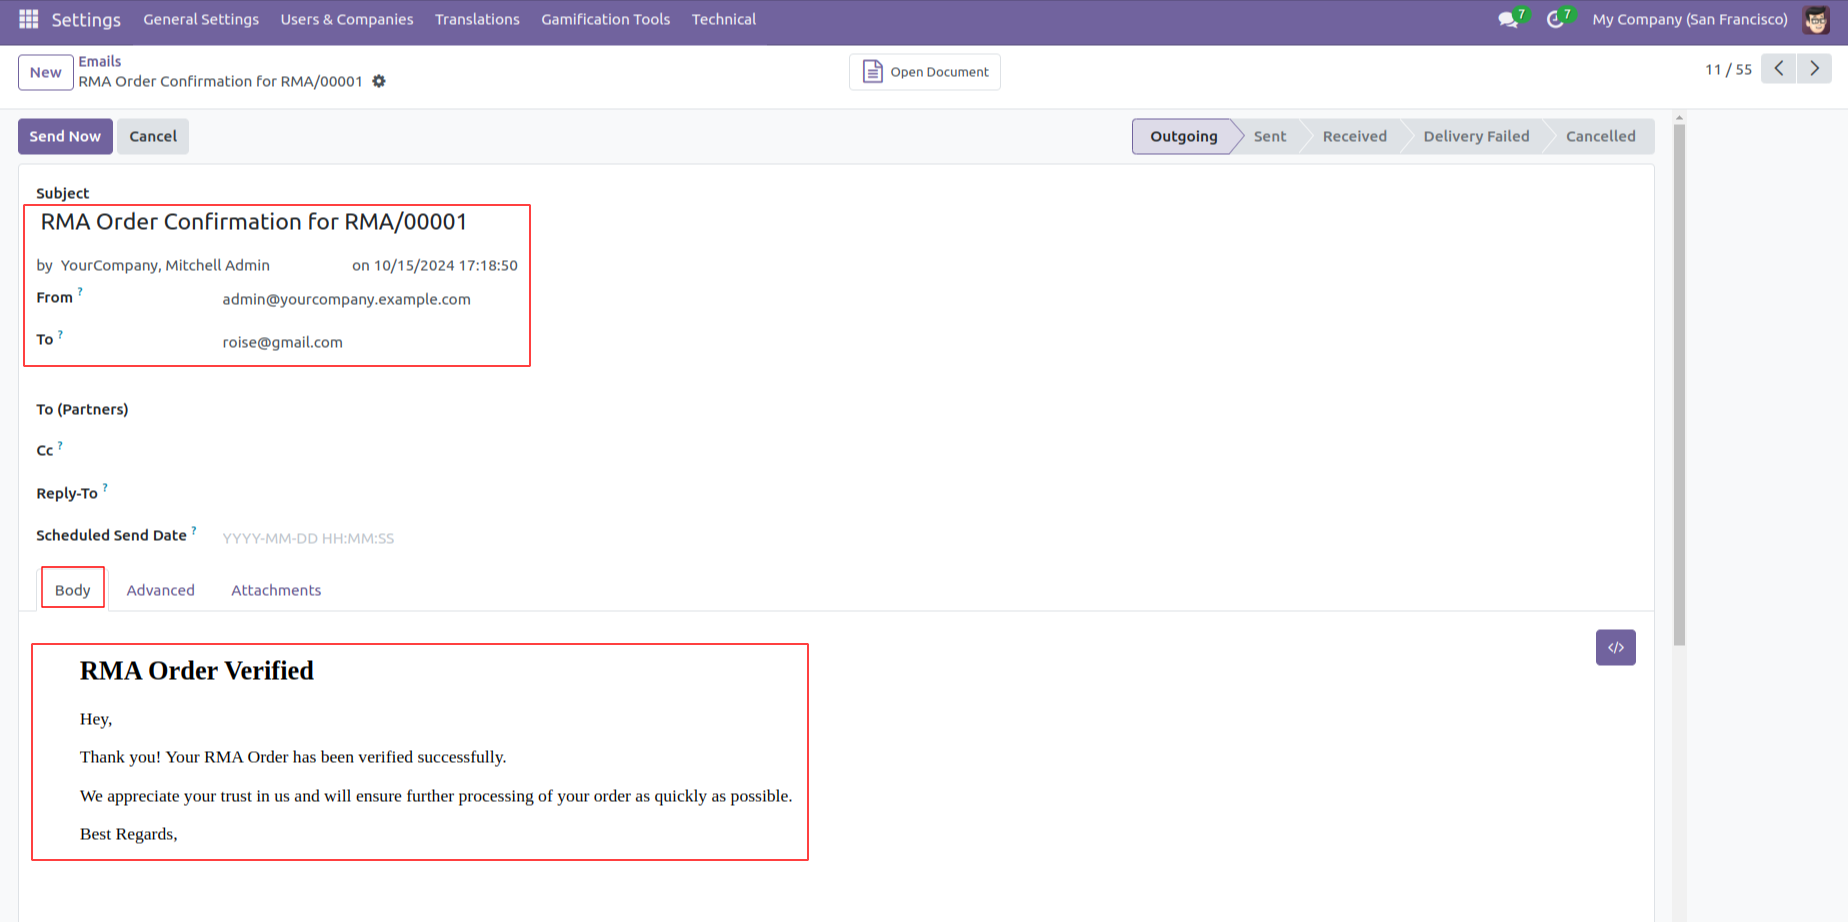 Settings General Settings Users & Companies Translations Gamification Tools Technical 7 7 My Company (San Francisco)
New Emails
RMA Order Confirmation for RMA/00001
Open Document
11 / 55
Send Now Cancel Outgoing Sent Received Delivery Failed Cancelled
Subject
RMA Order Confirmation for RMA/00001
by YourCompany, Mitchell Admin on 10/15/2024 17:18:50
From ? admin@yourcompany.example.com
To ? roise@gmail.com
To (Partners)
Cc ?
Reply-To ?
Scheduled Send Date ? YYYY-MM-DD HH:MM:SS
Body Advanced Attachments
</>
RMA Order Verified
Hey,
Thank you! Your RMA Order has been verified successfully.
We appreciate your trust in us and will ensure further processing of your order as quickly as possible.
Best Regards,